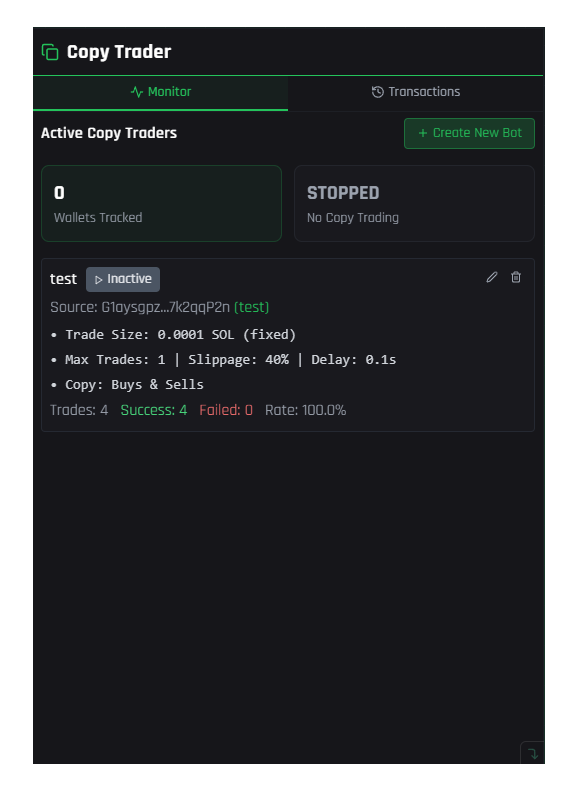 Copy Trader
Monitor
Transactions
Active Copy Traders
+ Create New Bot
0
Wallets Tracked
STOPPED
No Copy Trading
test
Inactive
Source: G1aysgpz...7k2qqP2n (test)
• Trade Size: 0.0001 SOL (fixed)
• Max Trades: 1 | Slippage: 40% | Delay: 0.1s
• Copy: Buys & Sells
Trades: 4 Success: 4 Failed: 0 Rate: 100.0%